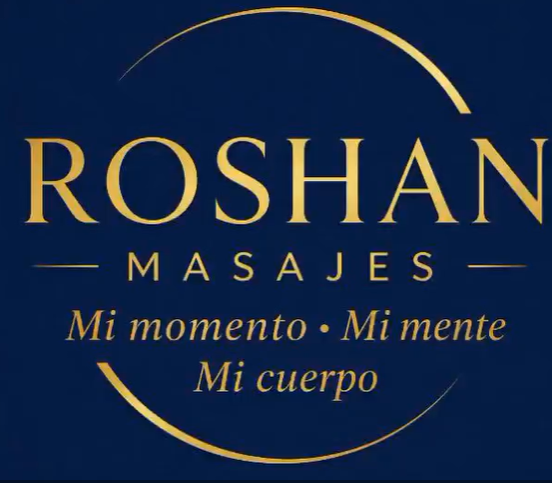 ROSHAN
MASAJES
Mi momento • Mi mente
Mi cuerpo